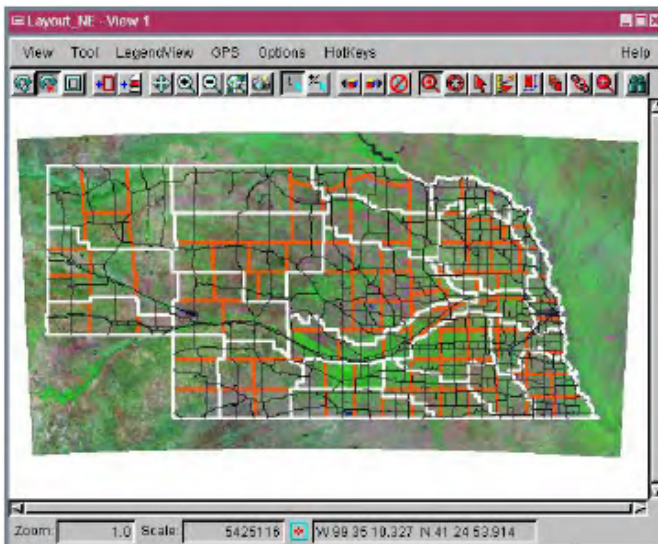 Layout_NE - View 1
View Tool LegendView GPS Options HotKeys Help
Zoom: 1.0 Scale: 5425116 W 99 35 10.327 N 41 24 53.914